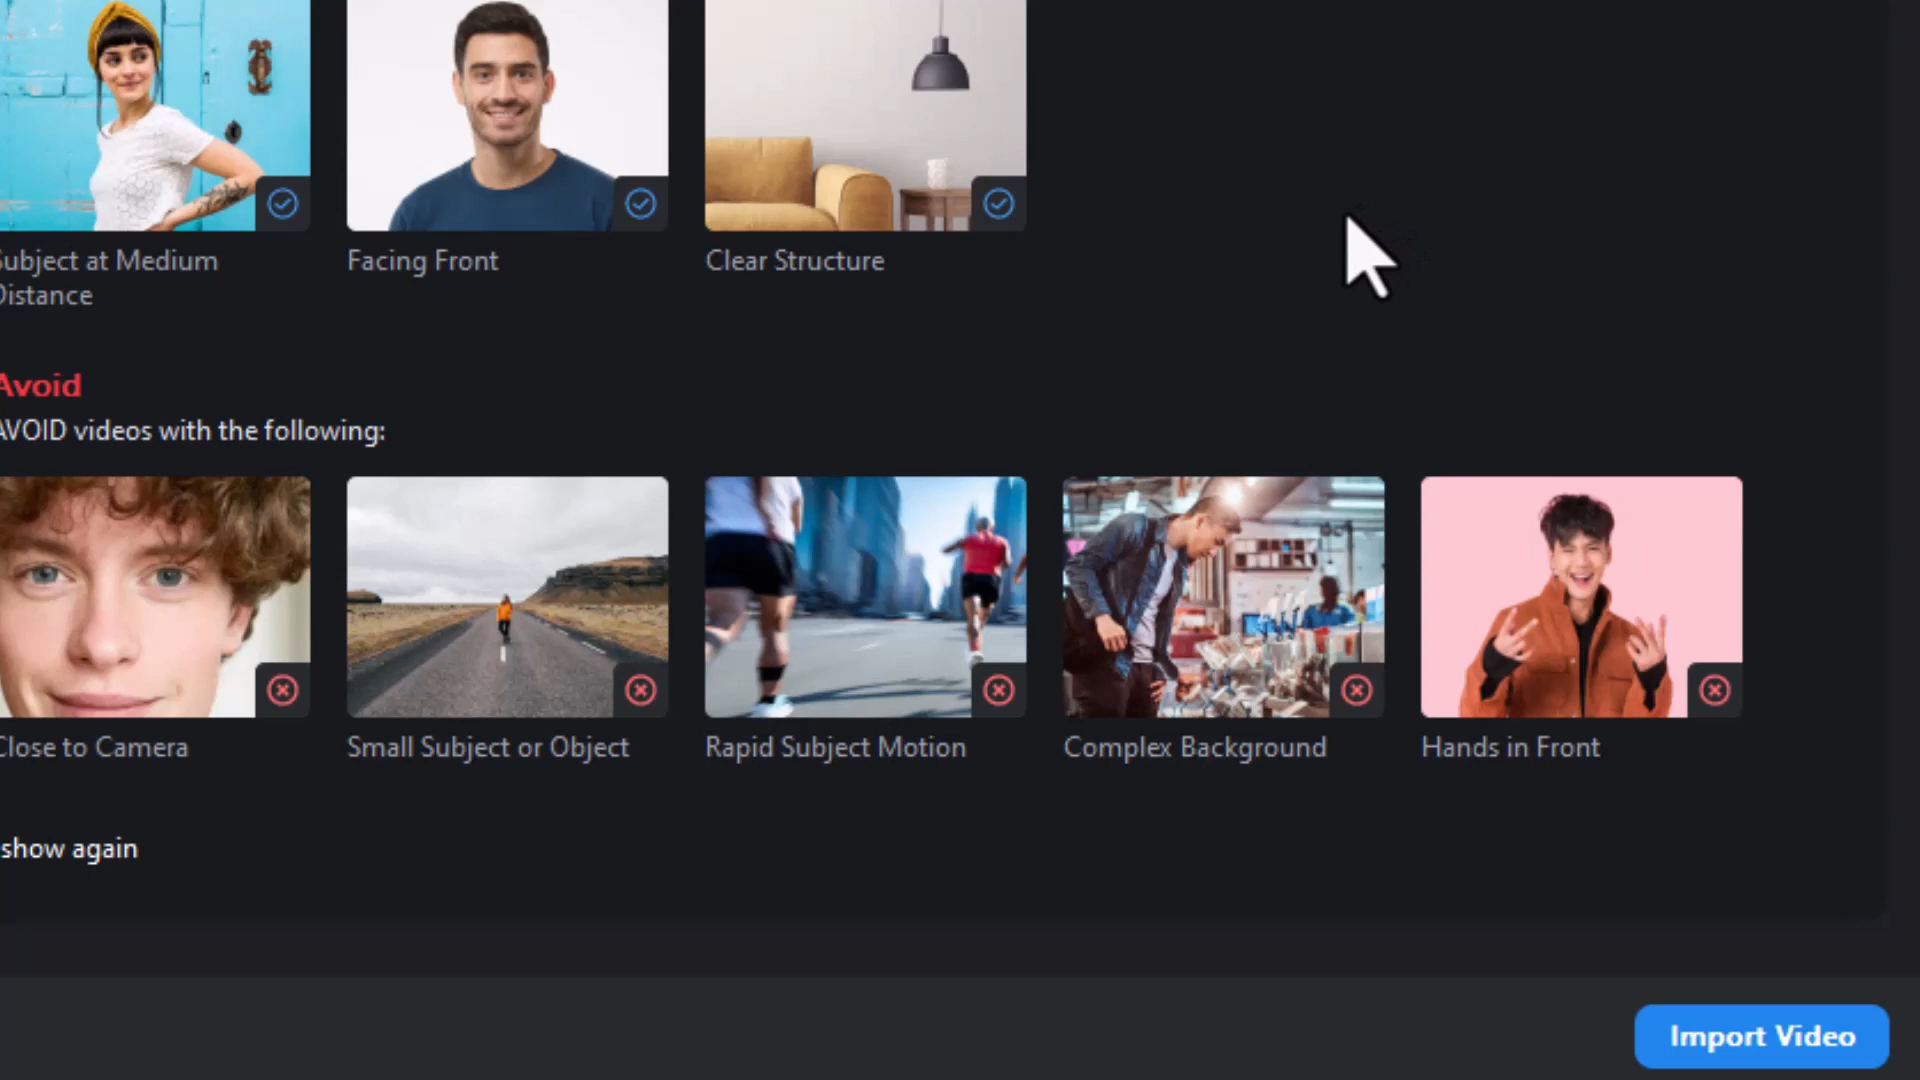 Subject at Medium
Distance
Facing Front
Clear Structure
Avoid
AVOID videos with the following:
Close to Camera
Small Subject or Object
Rapid Subject Motion
Complex Background
Hands in Front
show again
Import Video